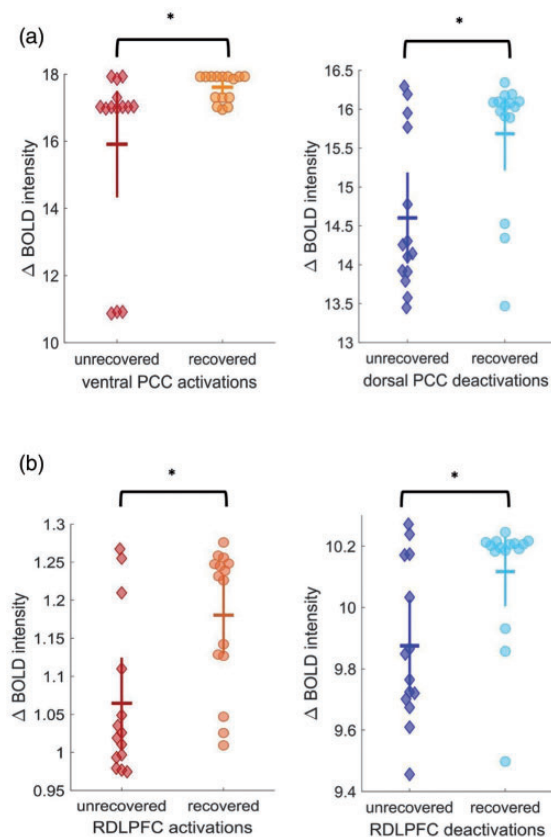 (a)
*
*
Δ BOLD intensity
18
16
14
12
10
unrecovered
recovered
ventral PCC activations
Δ BOLD intensity
16.5
16
15.5
15
14.5
14
13.5
13
unrecovered
recovered
dorsal PCC deactivations
(b)
*
*
Δ BOLD intensity
1.3
1.25
1.2
1.15
1.1
1.05
1
0.95
unrecovered
recovered
RDLPFC activations
Δ BOLD intensity
10.2
10
9.8
9.6
9.4
unrecovered
recovered
RDLPFC deactivations